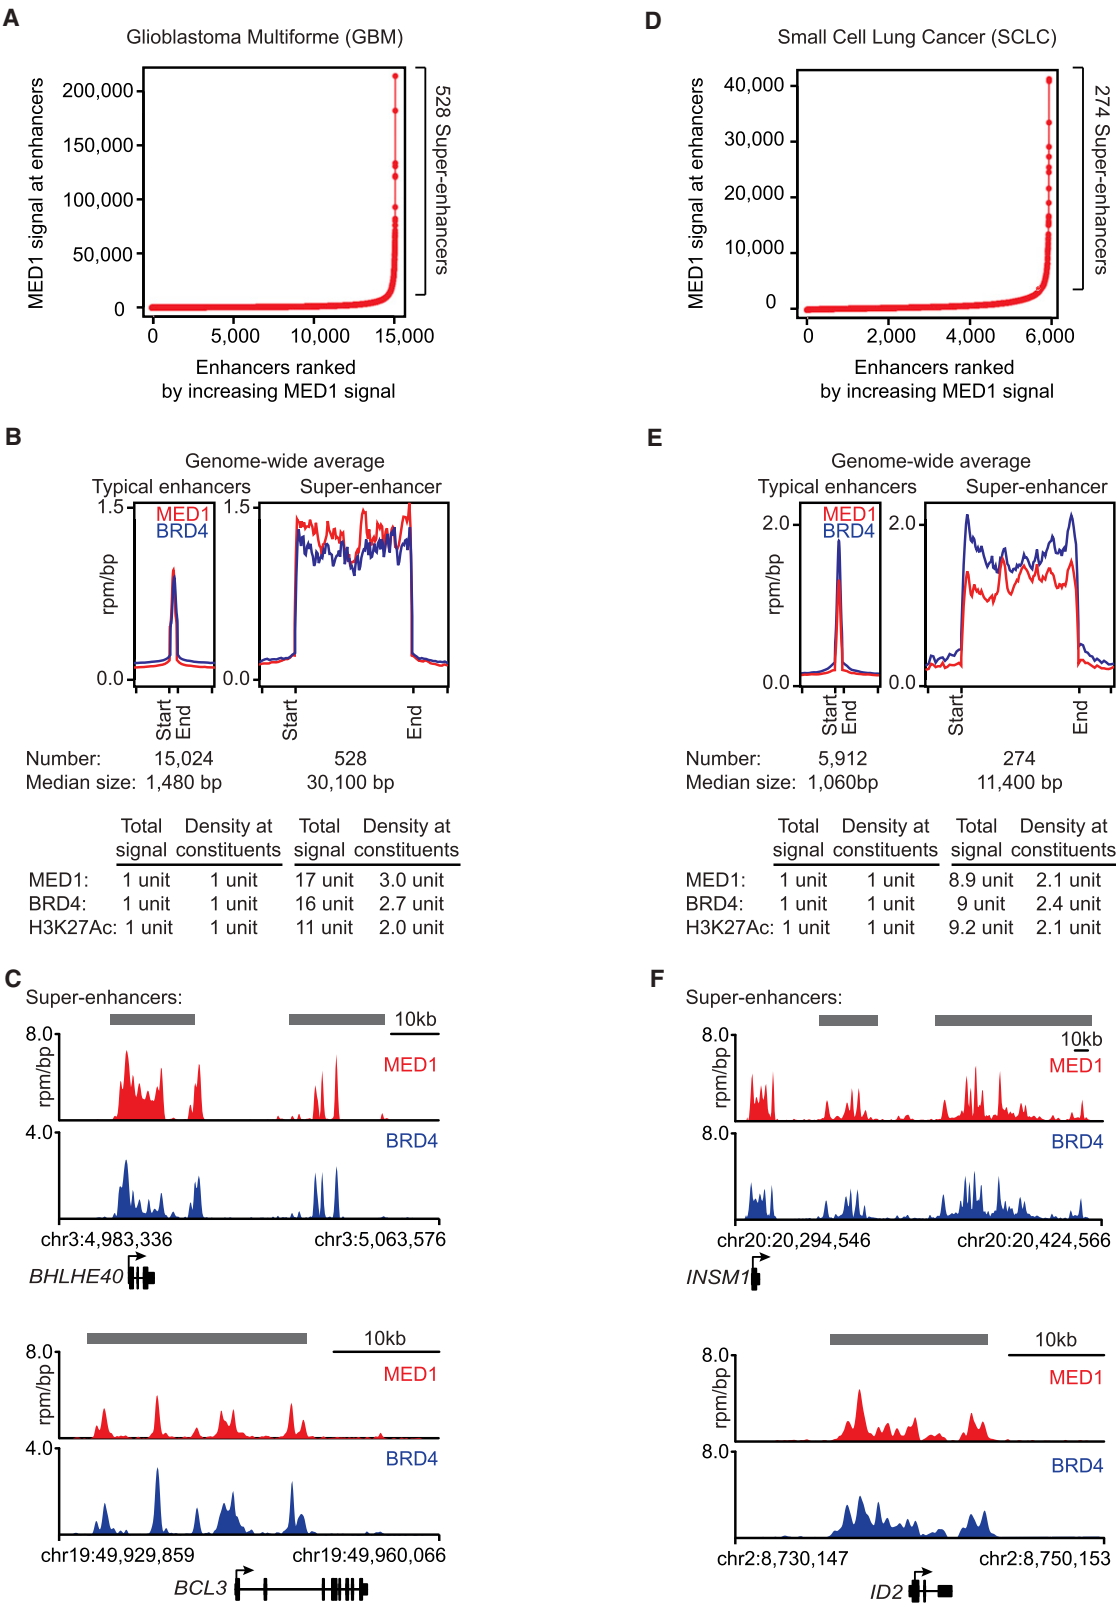 A
Glioblastoma Multiforme (GBM)
MED1 signal at enhancers
200,000
150,000
100,000
50,000
0
528 Super-enhancers
0 5,000 10,000 15,000
Enhancers ranked
by increasing MED1 signal
B
Genome-wide average
Typical enhancers Super-enhancer
1.5 1.5
MED1
BRD4
rpm/bp
0.0 0.0
Start End Start End
Number: 15,024 528
Median size: 1,480 bp 30,100 bp
Total Density at Total Density at
signal constituents signal constituents
MED1: 1 unit 1 unit 17 unit 3.0 unit
BRD4: 1 unit 1 unit 16 unit 2.7 unit
H3K27Ac: 1 unit 1 unit 11 unit 2.0 unit
C
Super-enhancers:
10kb
8.0
rpm/bp
MED1
4.0
BRD4
chr3:4,983,336 chr3:5,063,576
BHLHE40
10kb
8.0
rpm/bp
MED1
4.0
BRD4
chr19:49,929,859 chr19:49,960,066
BCL3
D
Small Cell Lung Cancer (SCLC)
MED1 signal at enhancers
40,000
30,000
20,000
10,000
0
274 Super-enhancers
0 2,000 4,000 6,000
Enhancers ranked
by increasing MED1 signal
E
Genome-wide average
Typical enhancers Super-enhancer
2.0 2.0
MED1
BRD4
rpm/bp
0.0 0.0
Start End Start End
Number: 5,912 274
Median size: 1,060bp 11,400 bp
Total Density at Total Density at
signal constituents signal constituents
MED1: 1 unit 1 unit 8.9 unit 2.1 unit
BRD4: 1 unit 1 unit 9 unit 2.4 unit
H3K27Ac: 1 unit 1 unit 9.2 unit 2.1 unit
F
Super-enhancers:
10kb
8.0
rpm/bp
MED1
8.0
BRD4
chr20:20,294,546 chr20:20,424,566
INSM1
10kb
8.0
rpm/bp
MED1
8.0
BRD4
chr2:8,730,147 chr2:8,750,153
ID2